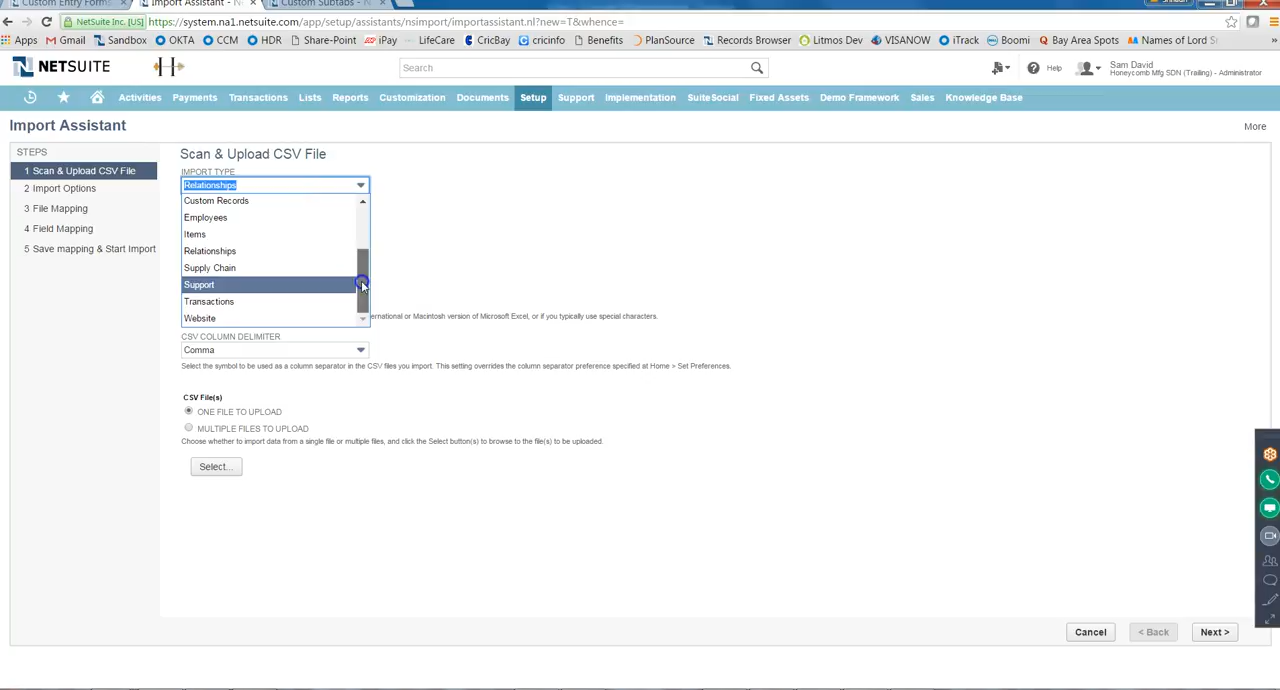 Custom Entry Form
Import Assistant - N
Custom Subtabs - N
NetSuite Inc. [US]
https://system.na1.netsuite.com/app/setup/assistants/nsimport/importassistant.nl?new=T&whence=
Apps Gmail Sandbox OKTA CCM HDR Share-Point iPay LifeCare CricBay cricinfo Benefits PlanSource Records Browser Litmos Dev VISANOW iTrack Boomi Bay Area Spots Names of Lord S
NETSUITE
Search
Help
Sam David
Honeycomb Mfg SDN (Trailing) - Administrator
Activities Payments Transactions Lists Reports Customization Documents Setup Support Implementation SuiteSocial Fixed Assets Demo Framework Sales Knowledge Base
Import Assistant
More
STEPS
1 Scan & Upload CSV File
2 Import Options
3 File Mapping
4 Field Mapping
5 Save mapping & Start Import
Scan & Upload CSV File
IMPORT TYPE
Relationships
Custom Records
Employees
Items
Relationships
Supply Chain
Support
Transactions
Website
ernational or Macintosh version of Microsoft Excel, or if you typically use special characters.
CSV COLUMN DELIMITER
Comma
Select the symbol to be used as a column separator in the CSV files you import. This setting overrides the column separator preference specified at Home > Set Preferences.
CSV File(s)
ONE FILE TO UPLOAD
MULTIPLE FILES TO UPLOAD
Choose whether to import data from a single file or multiple files, and click the Select button(s) to browse to the file(s) to be uploaded.
Select...
Cancel
< Back
Next >